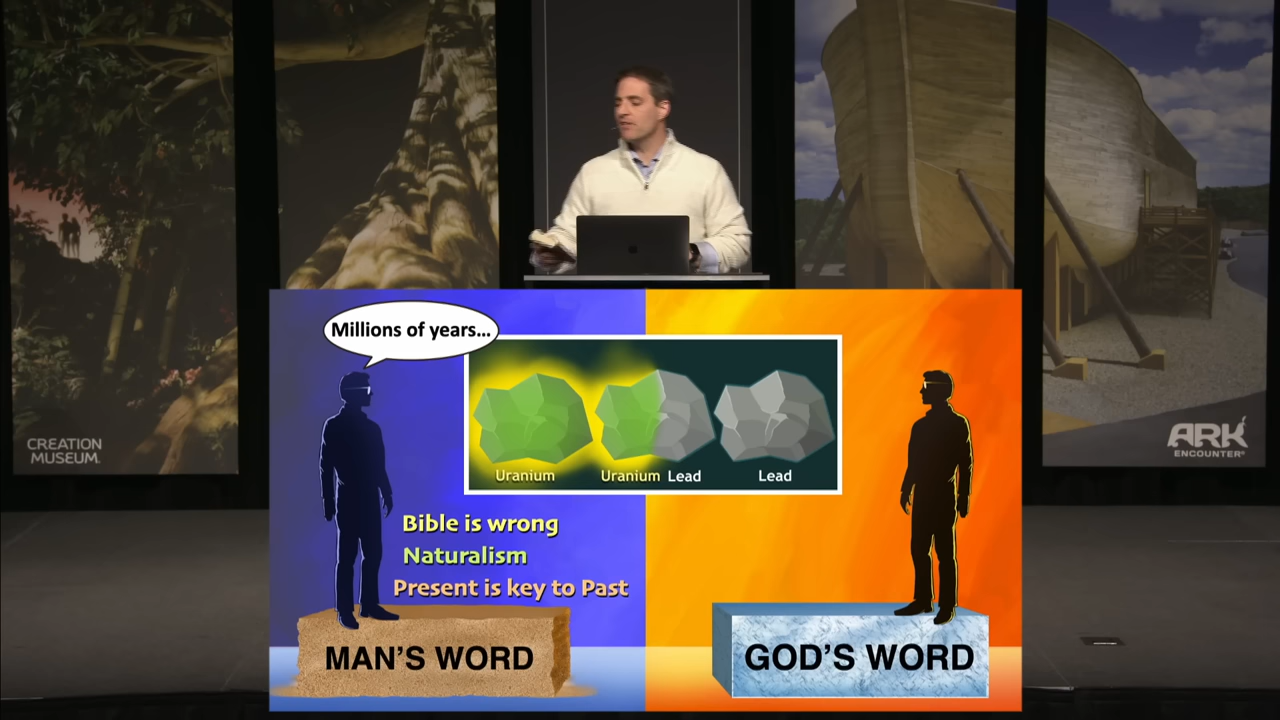 CREATION
MUSEUM
ARK
ENCOUNTER
Millions of years...
Uranium
Uranium Lead
Lead
Bible is wrong
Naturalism
Present is key to Past
MAN'S WORD
GOD'S WORD